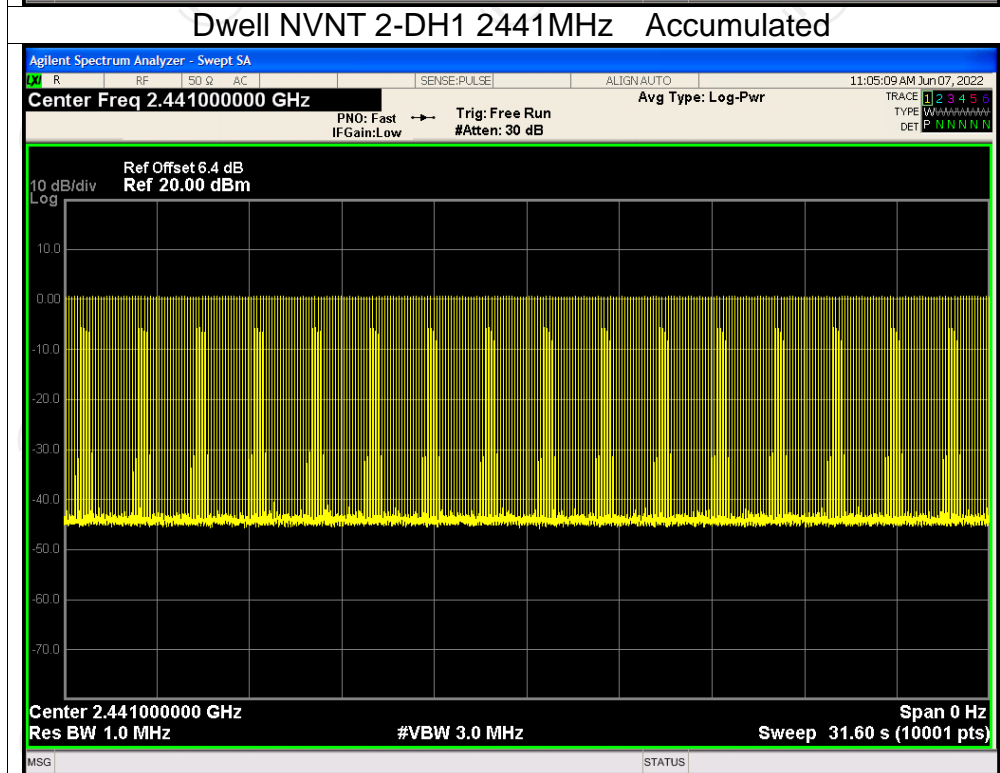 Dwell NVNT 2-DH1 2441MHz Accumulated
Agilent Spectrum Analyzer - Swept SA
LXI R RF 50 Ω AC SENSE:PULSE ALIGN AUTO 11:05:09 AM Jun 07, 2022
Center Freq 2.441000000 GHz Avg Type: Log-Pwr TRACE 1 2 3 4 5 6
PNO: Fast Trig: Free Run TYPE WWWWWW
IFGain:Low #Atten: 30 dB DET P N N N N N
Ref Offset 6.4 dB
10 dB/div Ref 20.00 dBm
Log
10.0
0.00
-10.0
-20.0
-30.0
-40.0
-50.0
-60.0
-70.0
Center 2.441000000 GHz Span 0 Hz
Res BW 1.0 MHz #VBW 3.0 MHz Sweep 31.60 s (10001 pts)
MSG STATUS